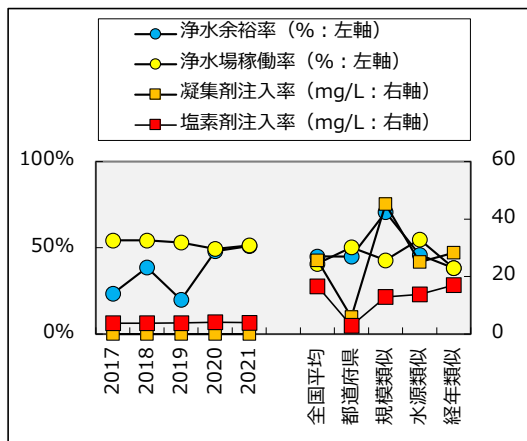 浄水余裕率（%：左軸）
浄水場稼働率（%：左軸）
凝集剤注入率（mg/L：右軸）
塩素剤注入率（mg/L：右軸）
100%
50%
0%
60
40
20
0
2017
2018
2019
2020
2021
全国平均
都道府県
規模類似
水源類似
経年類似